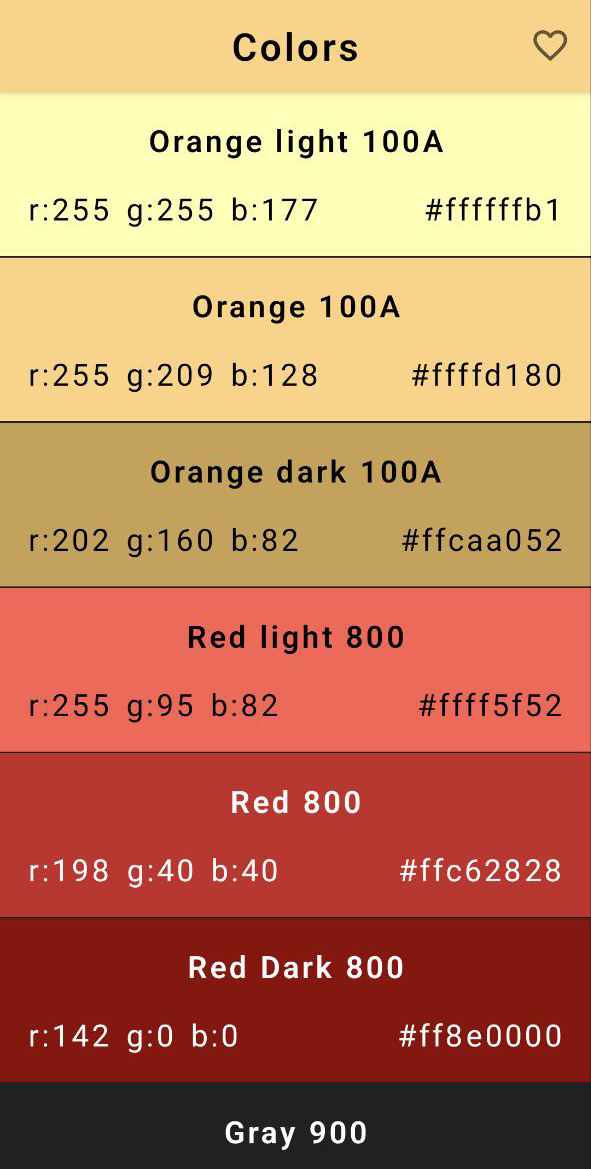 Colors
Orange light 100A
r:255 g:255 b:177 #ffffffb1
Orange 100A
r:255 g:209 b:128 #ffffd180
Orange dark 100A
r:202 g:160 b:82 #ffcaa052
Red light 800
r:255 g:95 b:82 #ffff5f52
Red 800
r:198 g:40 b:40 #ffc62828
Red Dark 800
r:142 g:0 b:0 #ff8e0000
Gray 900